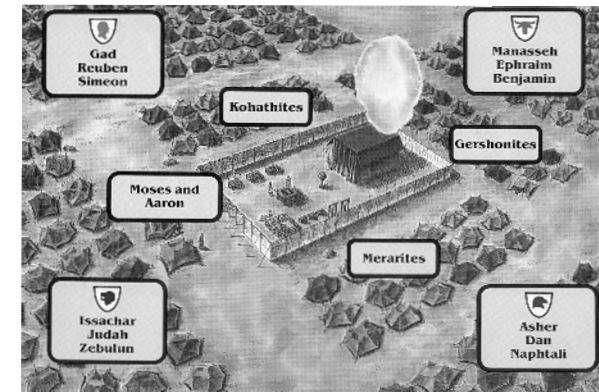 Gad
Reuben
Simeon
Manasseh
Ephraim
Benjamin
Kohathites
Gershonites
Moses and
Aaron
Merarites
Issachar
Judah
Zebulun
Asher
Dan
Naphtali